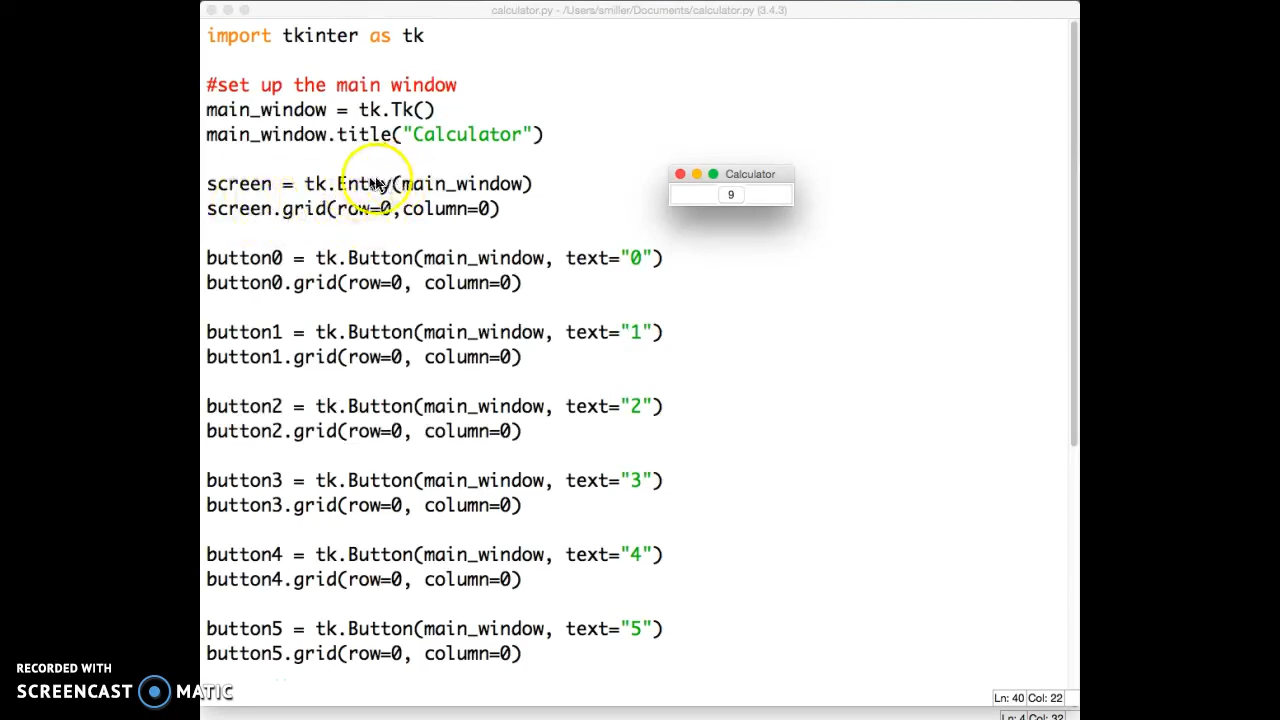 calculator.py - /Users/smiller/Documents/calculator.py (3.4.3)
import tkinter as tk
#set up the main window
main_window = tk.Tk()
main_window.title("Calculator")
screen = tk.Entry(main_window)
screen.grid(row=0,column=0)
Calculator
9
button0 = tk.Button(main_window, text="0")
button0.grid(row=0, column=0)
button1 = tk.Button(main_window, text="1")
button1.grid(row=0, column=0)
button2 = tk.Button(main_window, text="2")
button2.grid(row=0, column=0)
button3 = tk.Button(main_window, text="3")
button3.grid(row=0, column=0)
button4 = tk.Button(main_window, text="4")
button4.grid(row=0, column=0)
button5 = tk.Button(main_window, text="5")
button5.grid(row=0, column=0)
RECORDED WITH
SCREENCAST MATIC
Ln: 40 Col: 22
Ln: 4 Col: 32